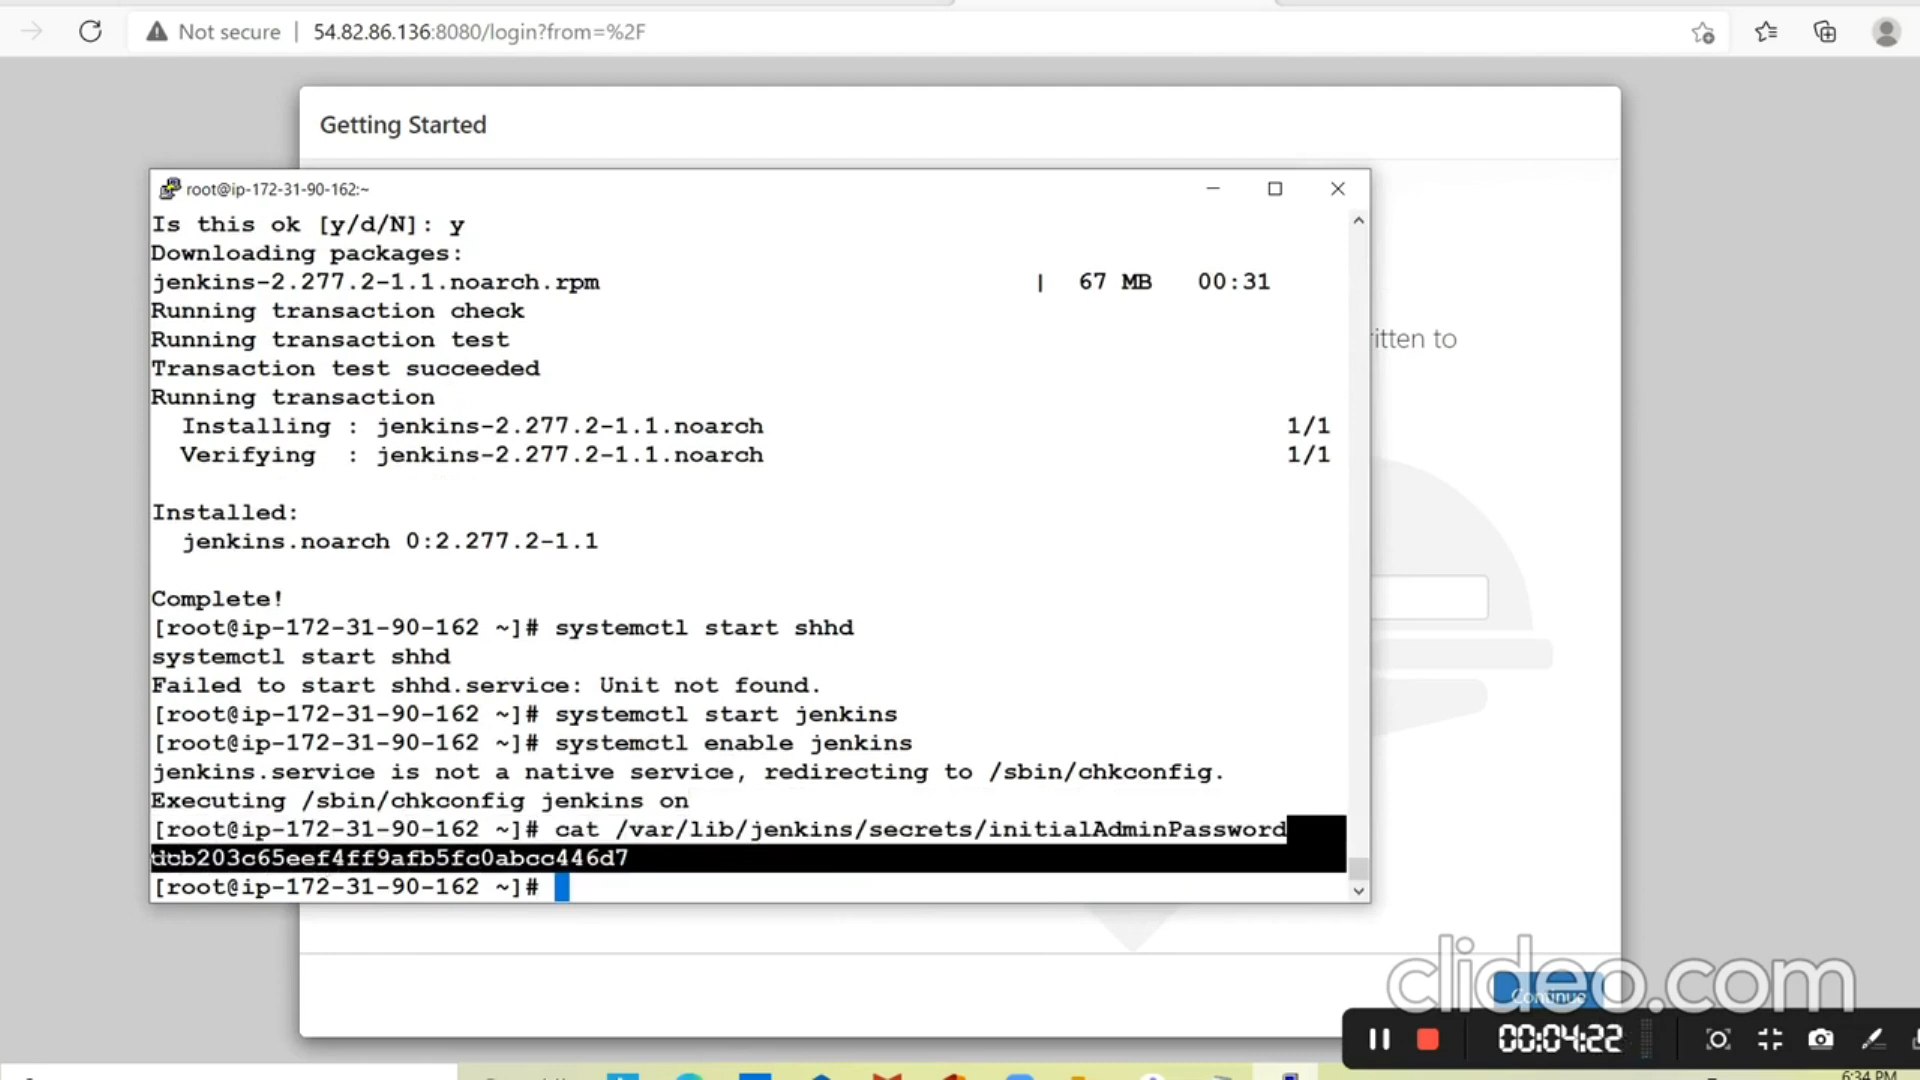 Not secure | 54.82.86.136:8080/login?from=%2F
Getting Started
root@ip-172-31-90-162:~
Is this ok [y/d/N]: y
Downloading packages:
jenkins-2.277.2-1.1.noarch.rpm | 67 MB 00:31
Running transaction check
Running transaction test
Transaction test succeeded
Running transaction
Installing : jenkins-2.277.2-1.1.noarch 1/1
Verifying : jenkins-2.277.2-1.1.noarch 1/1
Installed:
jenkins.noarch 0:2.277.2-1.1
Complete!
[root@ip-172-31-90-162 ~]# systemctl start shhd
systemctl start shhd
Failed to start shhd.service: Unit not found.
[root@ip-172-31-90-162 ~]# systemctl start jenkins
[root@ip-172-31-90-162 ~]# systemctl enable jenkins
jenkins.service is not a native service, redirecting to /sbin/chkconfig.
Executing /sbin/chkconfig jenkins on
[root@ip-172-31-90-162 ~]# cat /var/lib/jenkins/secrets/initialAdminPassword
[root@ip-172-31-90-162 ~]#
itten to
clideo.com
Continue
00:04:22
6:34 PM